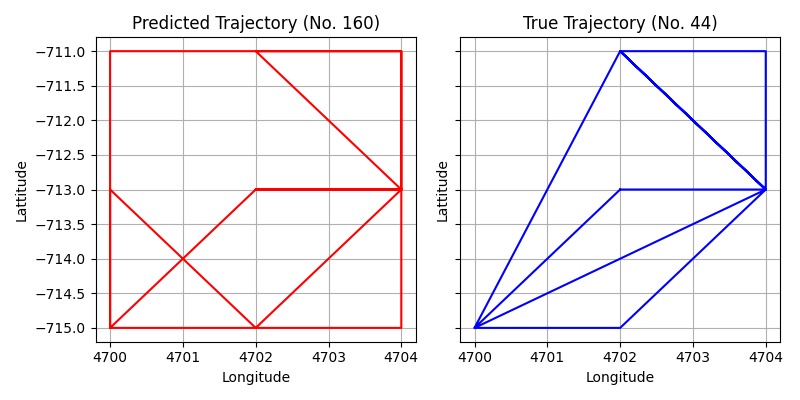 Predicted Trajectory (No. 160)
True Trajectory (No. 44)
−711.0
−711.5
−712.0
−712.5
−713.0
−713.5
−714.0
−714.5
−715.0
Lattitude
Lattitude
4700 4701 4702 4703 4704
4700 4701 4702 4703 4704
Longitude
Longitude